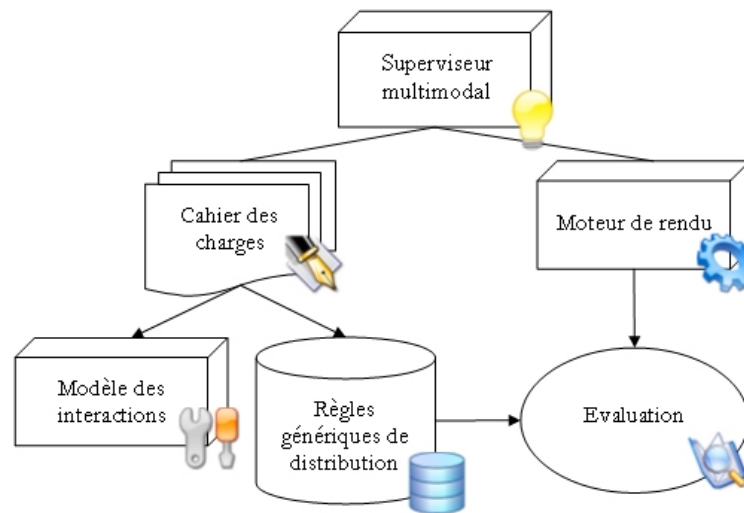 Superviseur
multimodal
Cahier des
charges
Moteur de rendu
Modèle des
interactions
Règles
génériques de
distribution
Evaluation